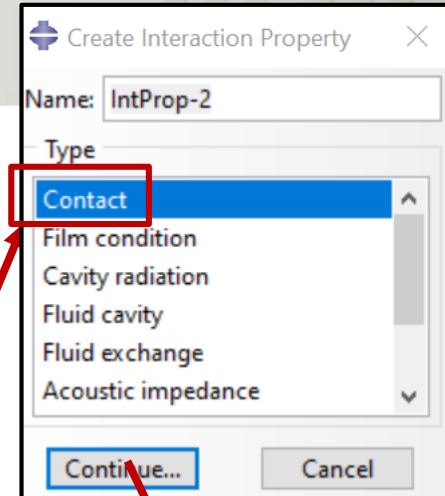 Create Interaction Property
Name: IntProp-2
Type
Contact
Film condition
Cavity radiation
Fluid cavity
Fluid exchange
Acoustic impedance
Continue... Cancel